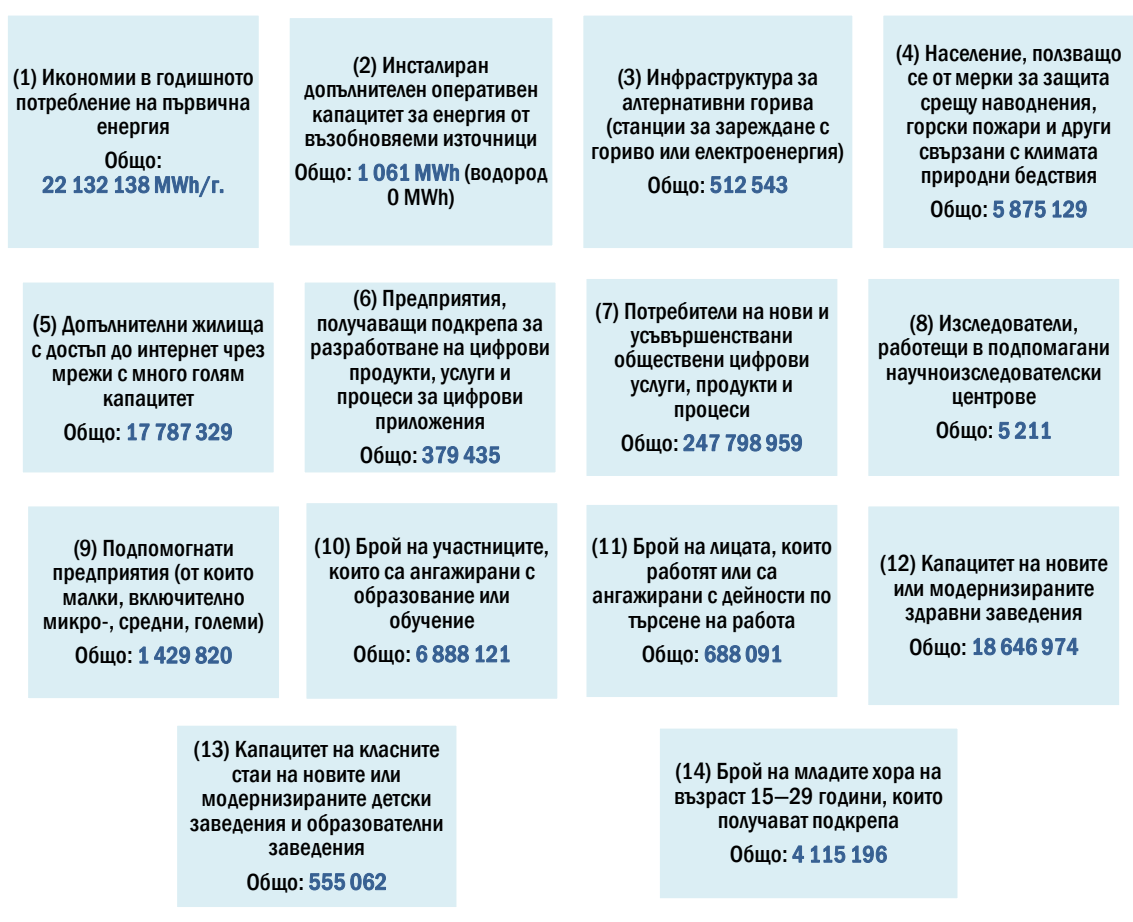 (1) Икономии в годишното
потребление на първична
енергия
Общо:
22 132 138 MWh/г.
(2) Инсталиран
допълнителен оперативен
капацитет за енергия от
възобновяеми източници
Общо: 1 061 MWh (водород
0 MWh)
(3) Инфраструктура за
алтернативни горива
(станции за зареждане с
гориво или електроенергия)
Общо: 512 543
(4) Население, ползващо
се от мерки за защита
срещу наводнения,
горски пожари и други
свързани с климата
природни бедствия
Общо: 5 875 129
(5) Допълнителни жилища
с достъп до интернет чрез
мрежи с много голям
капацитет
Общо: 17 787 329
(6) Предприятия,
получаващи подкрепа за
разработване на цифрови
продукти, услуги и
процеси за цифрови
приложения
Общо: 379 435
(7) Потребители на нови и
усъвършенствани
обществени цифрови
услуги, продукти и
процеси
Общо: 247 798 959
(8) Изследователи,
работещи в подпомагани
научноизследователски
центрове
Общо: 5 211
(9) Подпомогнати
предприятия (от които
малки, включително
микро-, средни, големи)
Общо: 1 429 820
(10) Брой на участниците,
които са ангажирани с
образование или
обучение
Общо: 6 888 121
(11) Брой на лицата, които
работят или са
ангажирани с дейности по
търсене на работа
Общо: 688 091
(12) Капацитет на новите
или модернизираните
здравни заведения
Общо: 18 646 974
(13) Капацитет на класните
стаи на новите или
модернизираните детски
заведения и образователни
заведения
Общо: 555 062
(14) Брой на младите хора на
възраст 15—29 години, които
получават подкрепа
Общо: 4 115 196